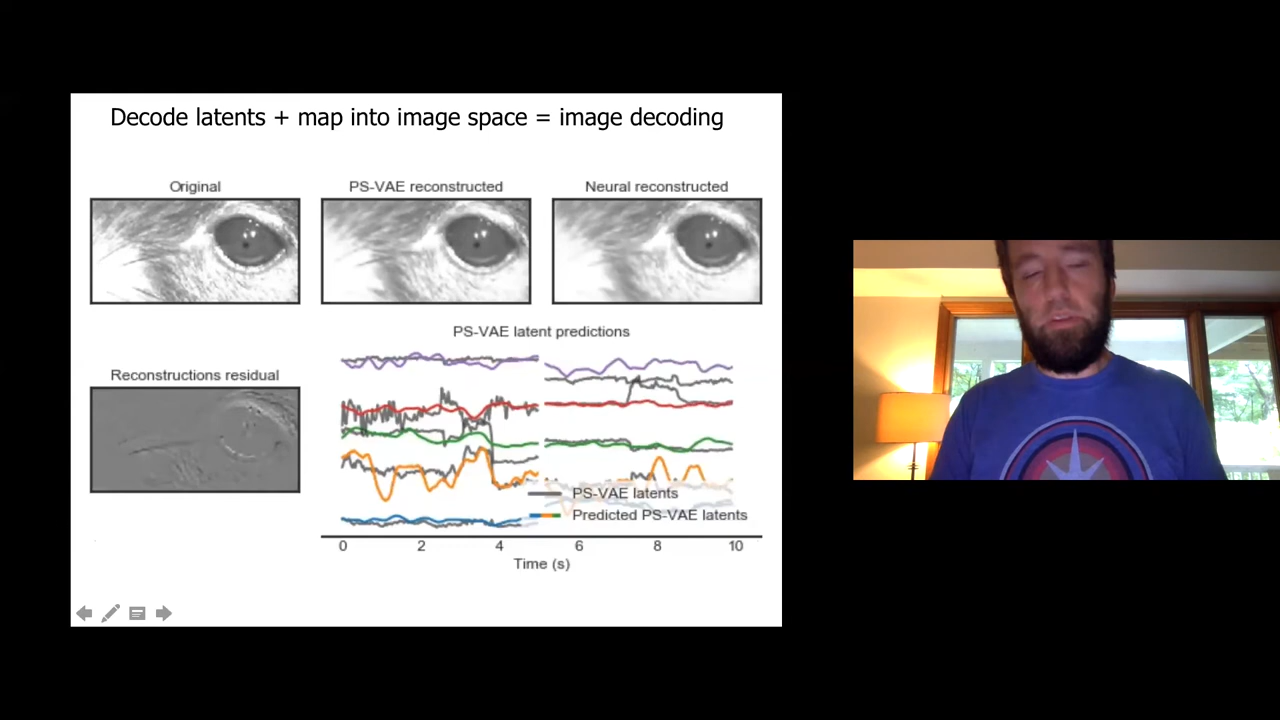 Decode latents + map into image space = image decoding
Original
PS-VAE reconstructed
Neural reconstructed
PS-VAE latent predictions
Reconstructions residual
PS-VAE latents
Predicted PS-VAE latents
0 2 4 6 8 10
Time (s)